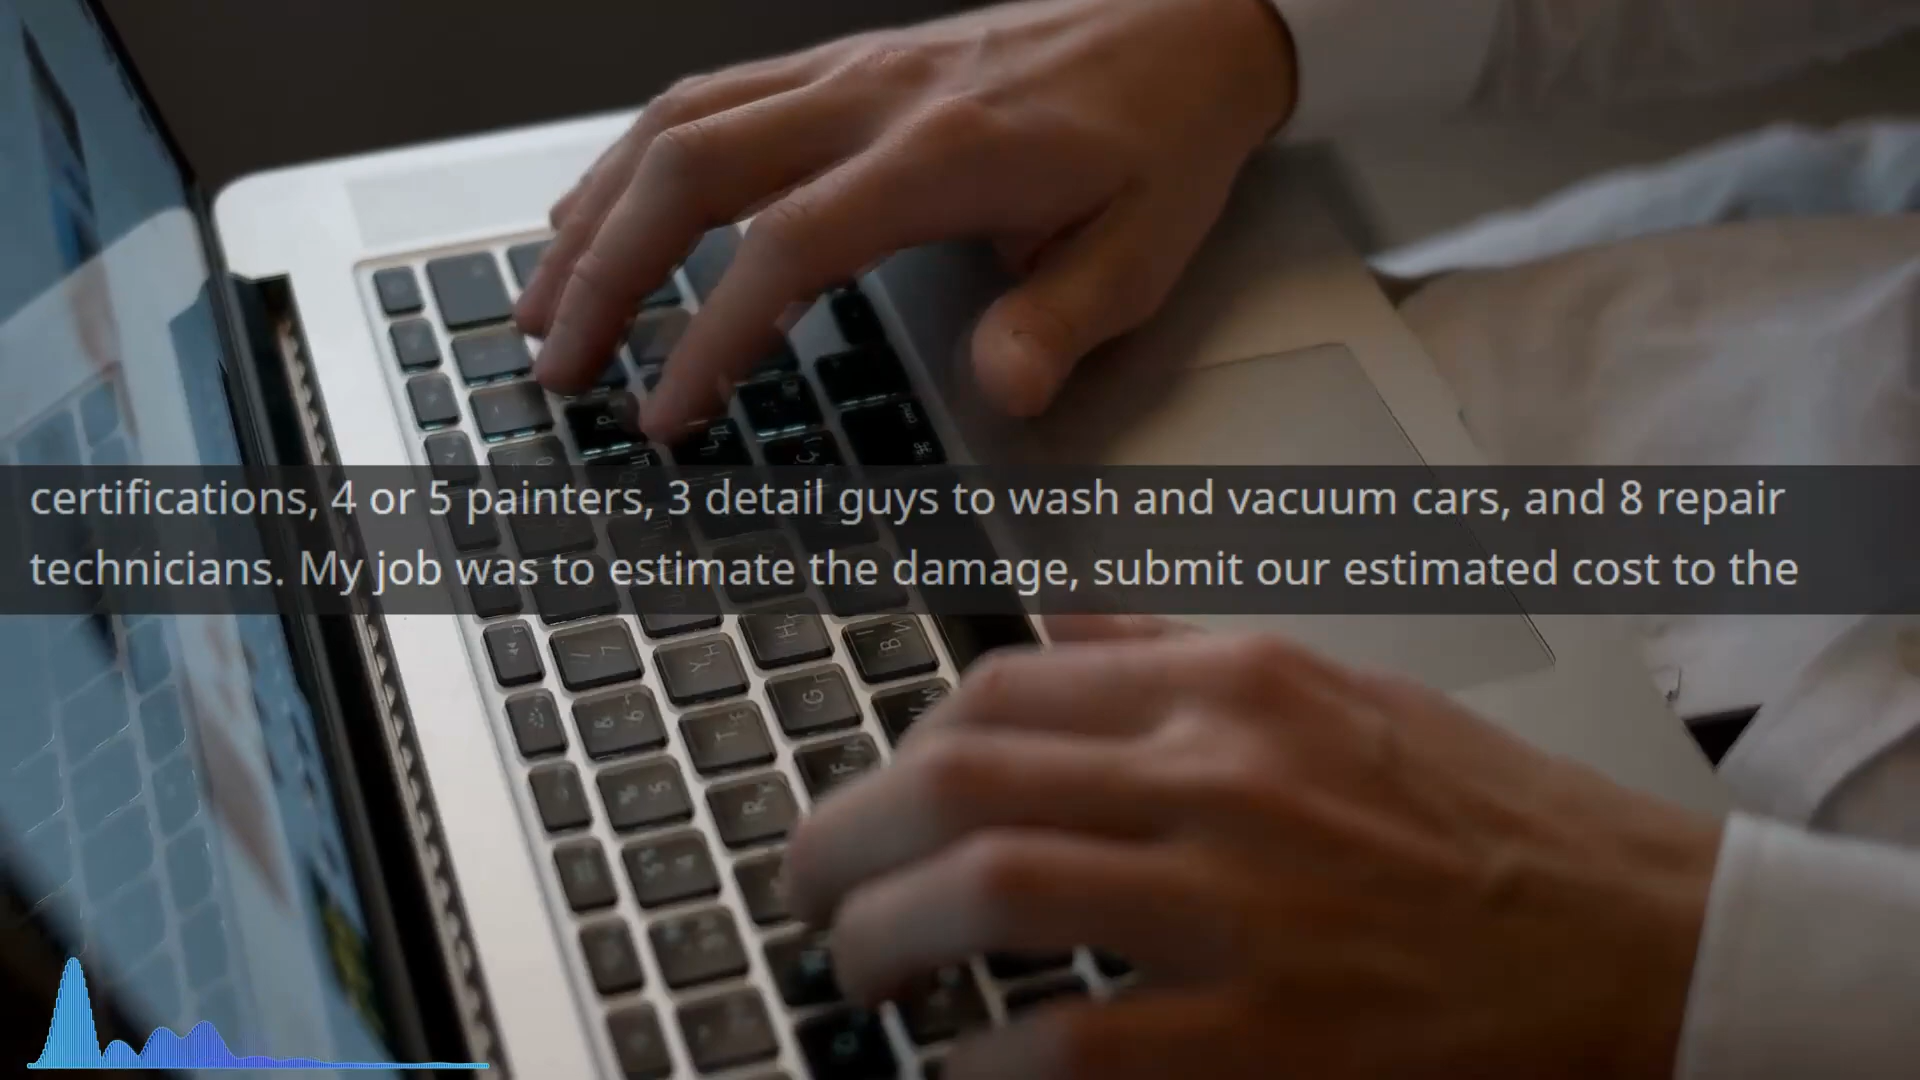 certifications, 4 or 5 painters, 3 detail guys to wash and vacuum cars, and 8 repair
technicians. My job was to estimate the damage, submit our estimated cost to the